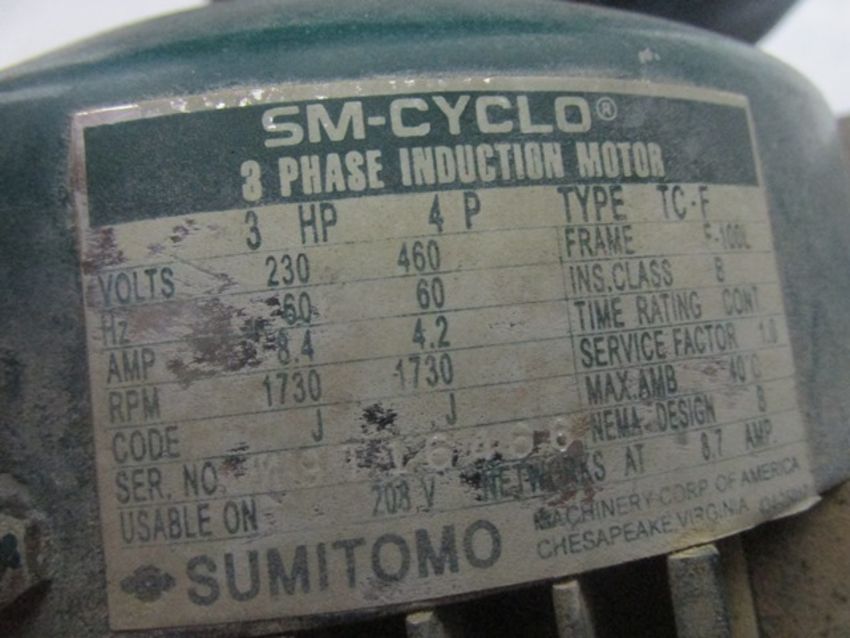 SM-CYCLO®
3 PHASE INDUCTION MOTOR
3 HP 4 P TYPE TC-F
VOLTS 230 460 FRAME F-100L
Hz 60 60 INS.CLASS B
AMP 8.4 4.2 TIME RATING CONT
RPM 1730 1730 SERVICE FACTOR 1.0
CODE J J MAX.AMB 40°C
SER. NO. NEMA-DESIGN B
USABLE ON 208 V NETWORKS AT 8.7 AMP.
SUMITOMO MACHINERY CORP. OF AMERICA
CHESAPEAKE, VIRGINIA